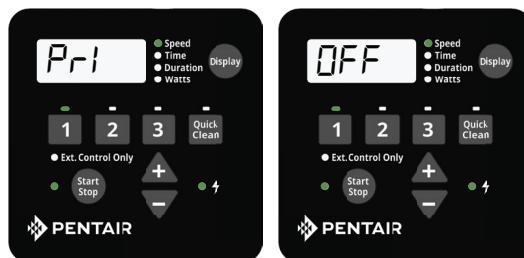 Pri
Speed
Time
Duration
Watts
Display
1
2
3
Quick
Clean
Ext. Control Only
Start
Stop
+
−
PENTAIR
OFF
Speed
Time
Duration
Watts
Display
1
2
3
Quick
Clean
Ext. Control Only
Start
Stop
+
−
PENTAIR